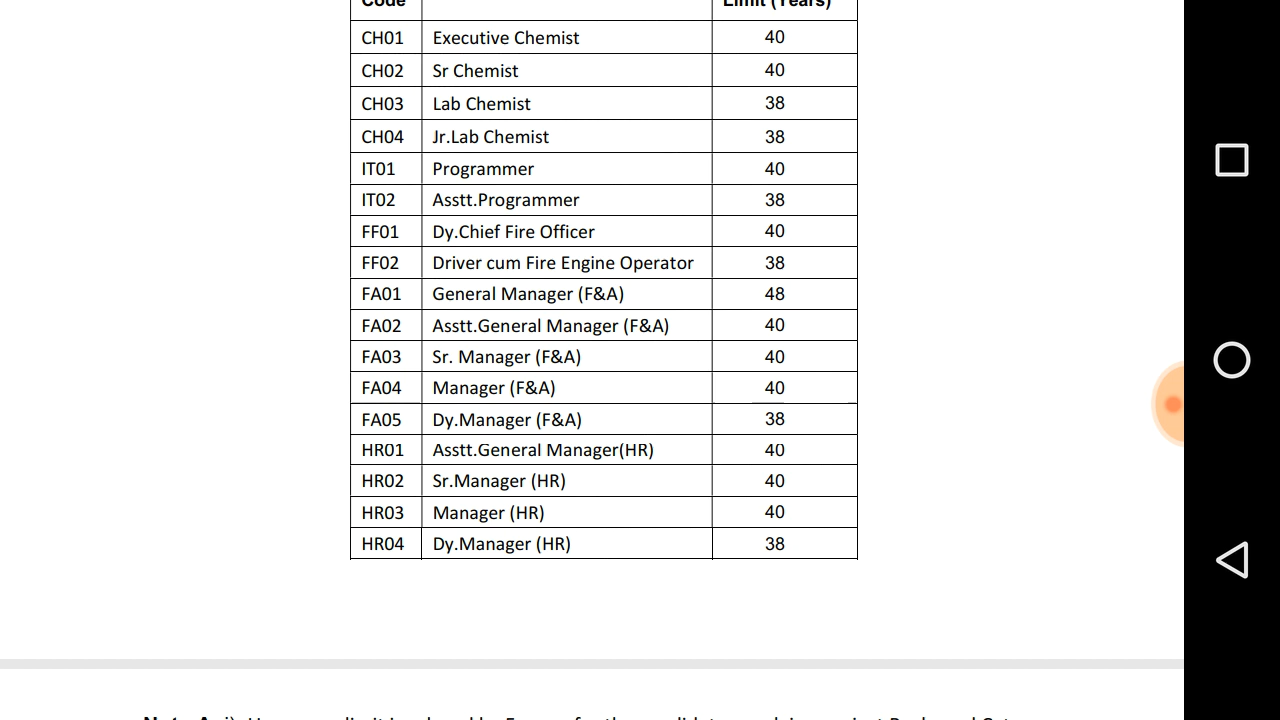 Code Limit (Years)
CH01 Executive Chemist 40
CH02 Sr Chemist 40
CH03 Lab Chemist 38
CH04 Jr.Lab Chemist 38
IT01 Programmer 40
IT02 Asstt.Programmer 38
FF01 Dy.Chief Fire Officer 40
FF02 Driver cum Fire Engine Operator 38
FA01 General Manager (F&A) 48
FA02 Asstt.General Manager (F&A) 40
FA03 Sr. Manager (F&A) 40
FA04 Manager (F&A) 40
FA05 Dy.Manager (F&A) 38
HR01 Asstt.General Manager(HR) 40
HR02 Sr.Manager (HR) 40
HR03 Manager (HR) 40
HR04 Dy.Manager (HR) 38